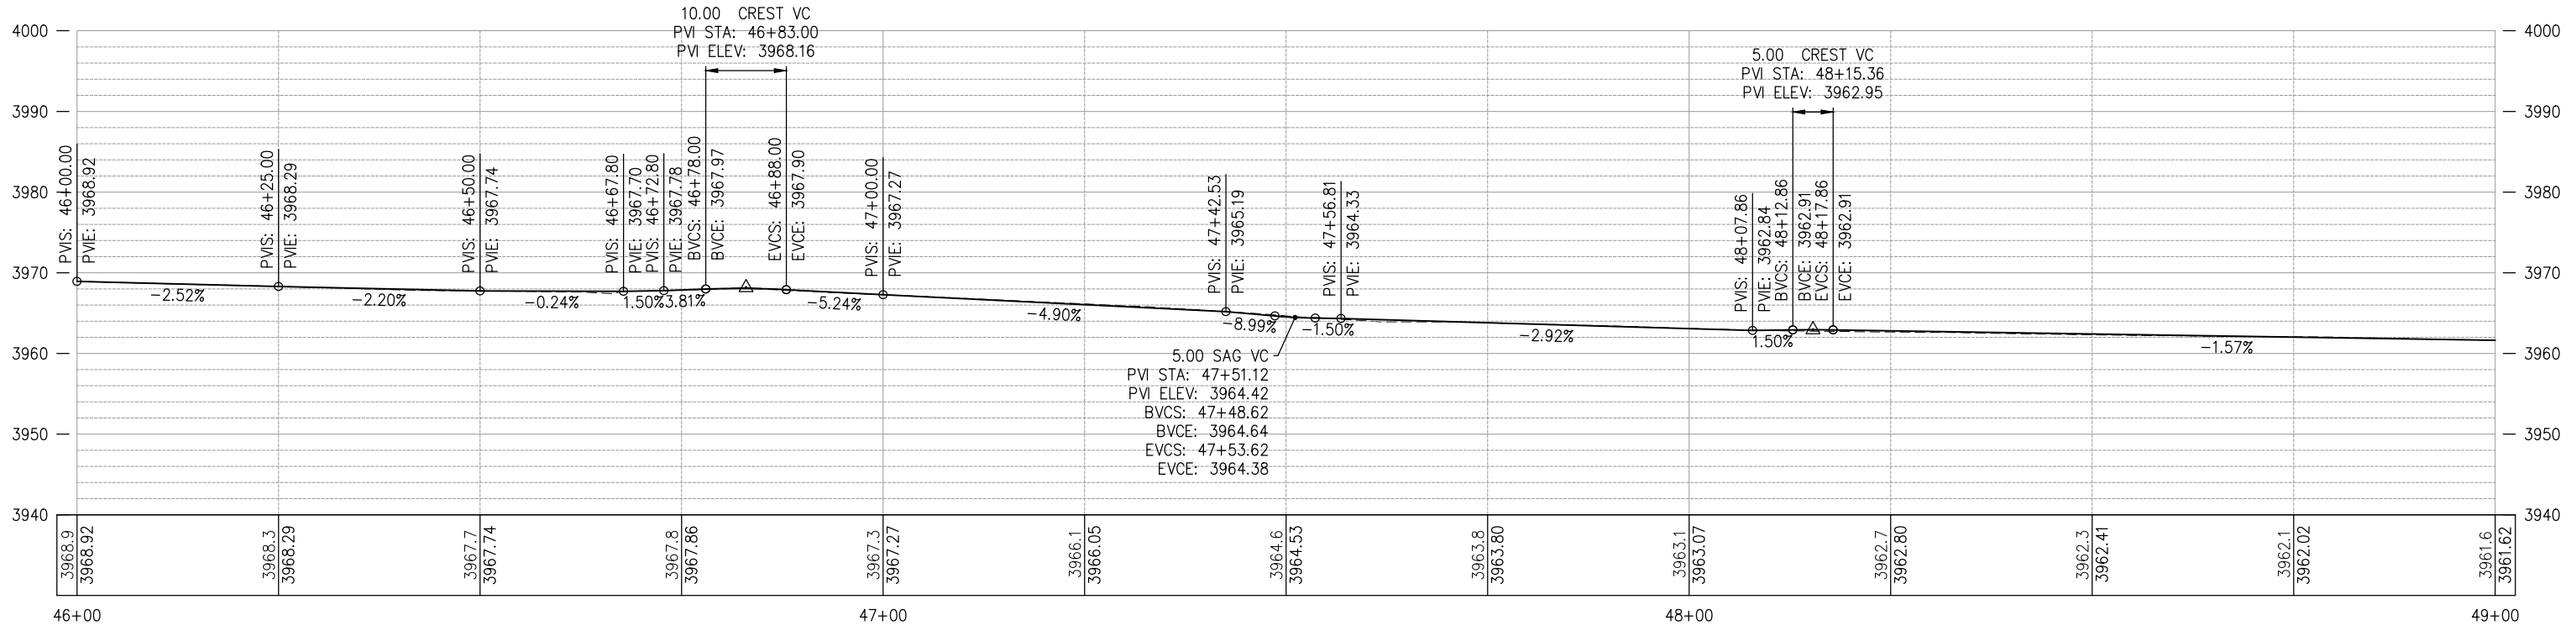 10.00 CREST VC
PVI STA: 46+83.00
PVI ELEV: 3968.16
5.00 CREST VC
PVI STA: 48+15.36
PVI ELEV: 3962.95
4000
4000
3990
3990
3980
3980
3970
3970
3960
3960
3950
3950
3940
3940
PVIS: 46+00.00
PVIE: 3968.92
PVIS: 46+25.00
PVIE: 3968.29
PVIS: 46+50.00
PVIE: 3967.74
PVIS: 46+67.80
PVIE: 3967.70
PVIS: 46+72.80
PVIE: 3967.78
BVCS: 46+78.00
BVCE: 3967.97
EVCS: 46+88.00
EVCE: 3967.90
PVIS: 47+00.00
PVIE: 3967.27
PVIS: 47+42.53
PVIE: 3965.19
PVIS: 47+56.81
PVIE: 3964.33
PVIS: 48+07.86
PVIE: 3962.84
BVCS: 48+12.86
BVCE: 3962.91
EVCS: 48+17.86
EVCE: 3962.91
−2.52%
−2.20%
−0.24%
1.50%
3.81%
−5.24%
−4.90%
−8.99%
−1.50%
−2.92%
1.50%
−1.57%
5.00 SAG VC
PVI STA: 47+51.12
PVI ELEV: 3964.42
BVCS: 47+48.62
BVCE: 3964.64
EVCS: 47+53.62
EVCE: 3964.38
3968.9
3968.92
3968.3
3968.29
3967.7
3967.74
3967.8
3967.86
3967.3
3967.27
3966.1
3966.05
3964.6
3964.53
3963.8
3963.80
3963.1
3963.07
3962.7
3962.80
3962.3
3962.41
3962.1
3962.02
3961.6
3961.62
46+00
47+00
48+00
49+00